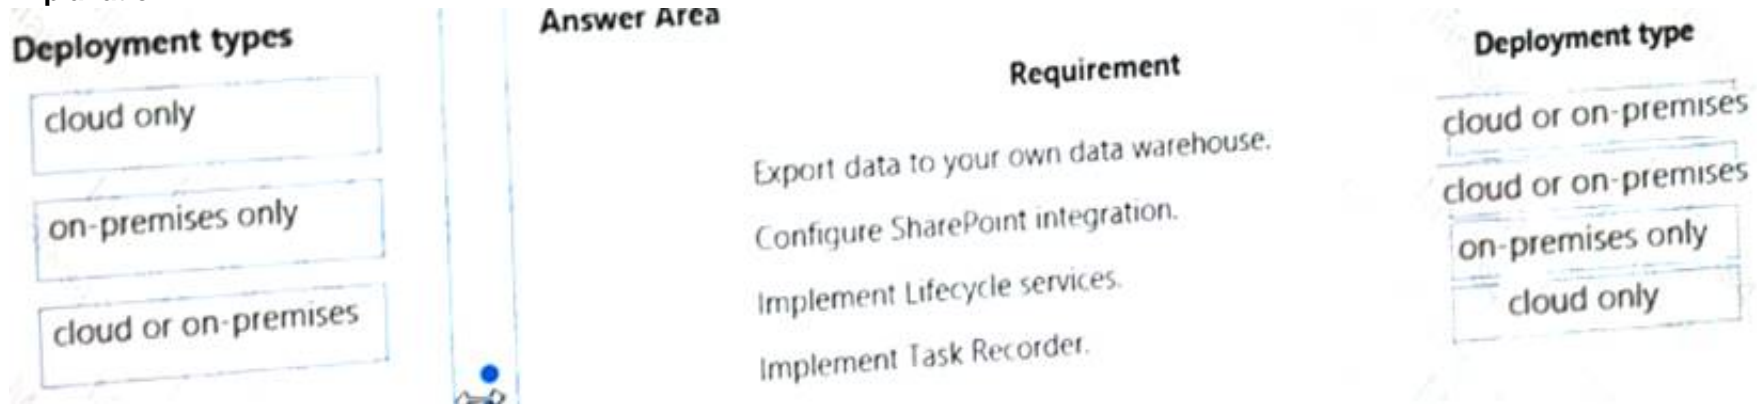 Deployment types
cloud only
on-premises only
cloud or on-premises
Answer Area
Requirement
Export data to your own data warehouse.
Configure SharePoint integration.
Implement Lifecycle services.
Implement Task Recorder.
Deployment type
cloud or on-premises
cloud or on-premises
on-premises only
cloud only